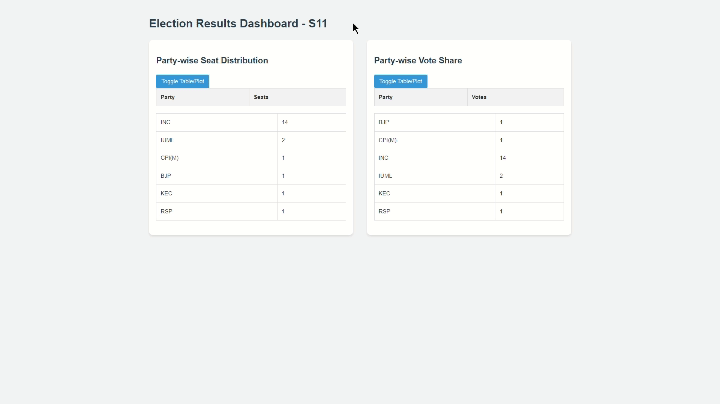 Election Results Dashboard - S11
Party-wise Seat Distribution
Toggle Table/Plot
Party Seats
INC 14
IUML 2
CPI(M) 1
BJP 1
KEC 1
RSP 1
Party-wise Vote Share
Toggle Table/Plot
Party Votes
BJP 1
CPI(M) 1
INC 14
IUML 2
KEC 1
RSP 1